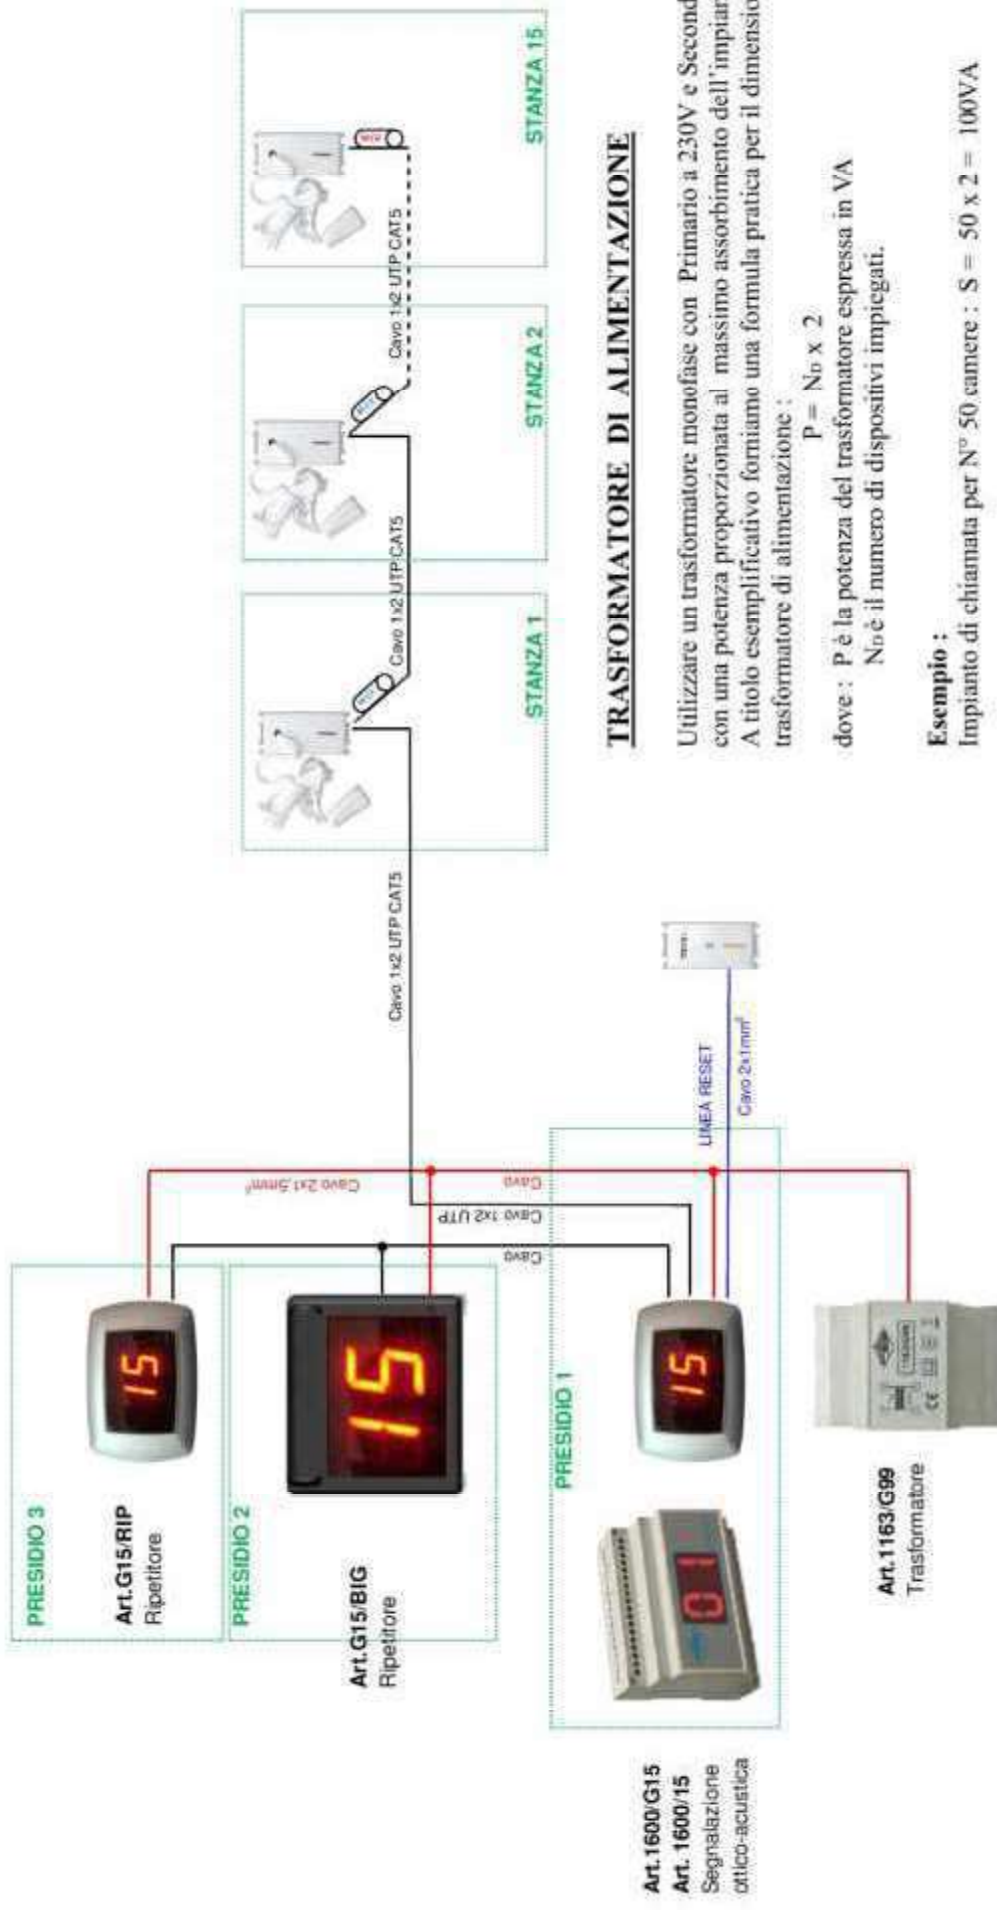 PRESIDIO 3
Art.G15/RIP
Ripetitore
15
Cavo 2x1,5mm²
PRESIDIO 2
Art.G15/BIG
Ripetitore
15
Cavo
Cavo 1x2 UTP
Cavo
PRESIDIO 1
Art.1600/G15
Art. 1600/15
Segnalazione
ottico-acustica
01
15
LINEA RESET
Cavo 2x1mm²
Art.1163/G99
Trasformatore
CE
Cavo 1x2 UTP CAT5
STANZA 1
Cavo 1x2 UTP CAT5
STANZA 2
Cavo 1x2 UTP CAT5
STANZA 15
TRASFORMATORE DI ALIMENTAZIONE
Utilizzare un trasformatore monofase con Primario a 230V e Second
con una potenza proporzionata al massimo assorbimento dell'impian
A titolo esemplificativo forniamo una formula pratica per il dimensio
trasformatore di alimentazione :
P = ND x 2
dove : P è la potenza del trasformatore espressa in VA
ND è il numero di dispositivi impiegati.
Esempio :
Impianto di chiamata per N° 50 camere : S = 50 x 2 = 100VA